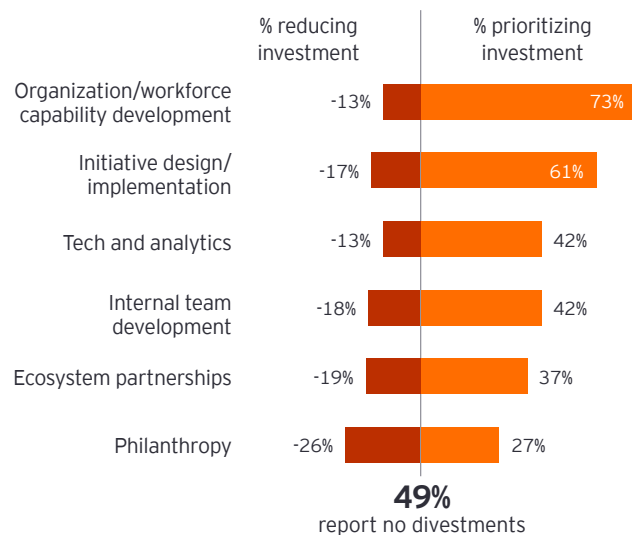 % reducing
investment
% prioritizing
investment
Organization/workforce
capability development
-13%
73%
Initiative design/
implementation
-17%
61%
Tech and analytics
-13%
42%
Internal team
development
-18%
42%
Ecosystem partnerships
-19%
37%
Philanthropy
-26%
27%
49%
report no divestments